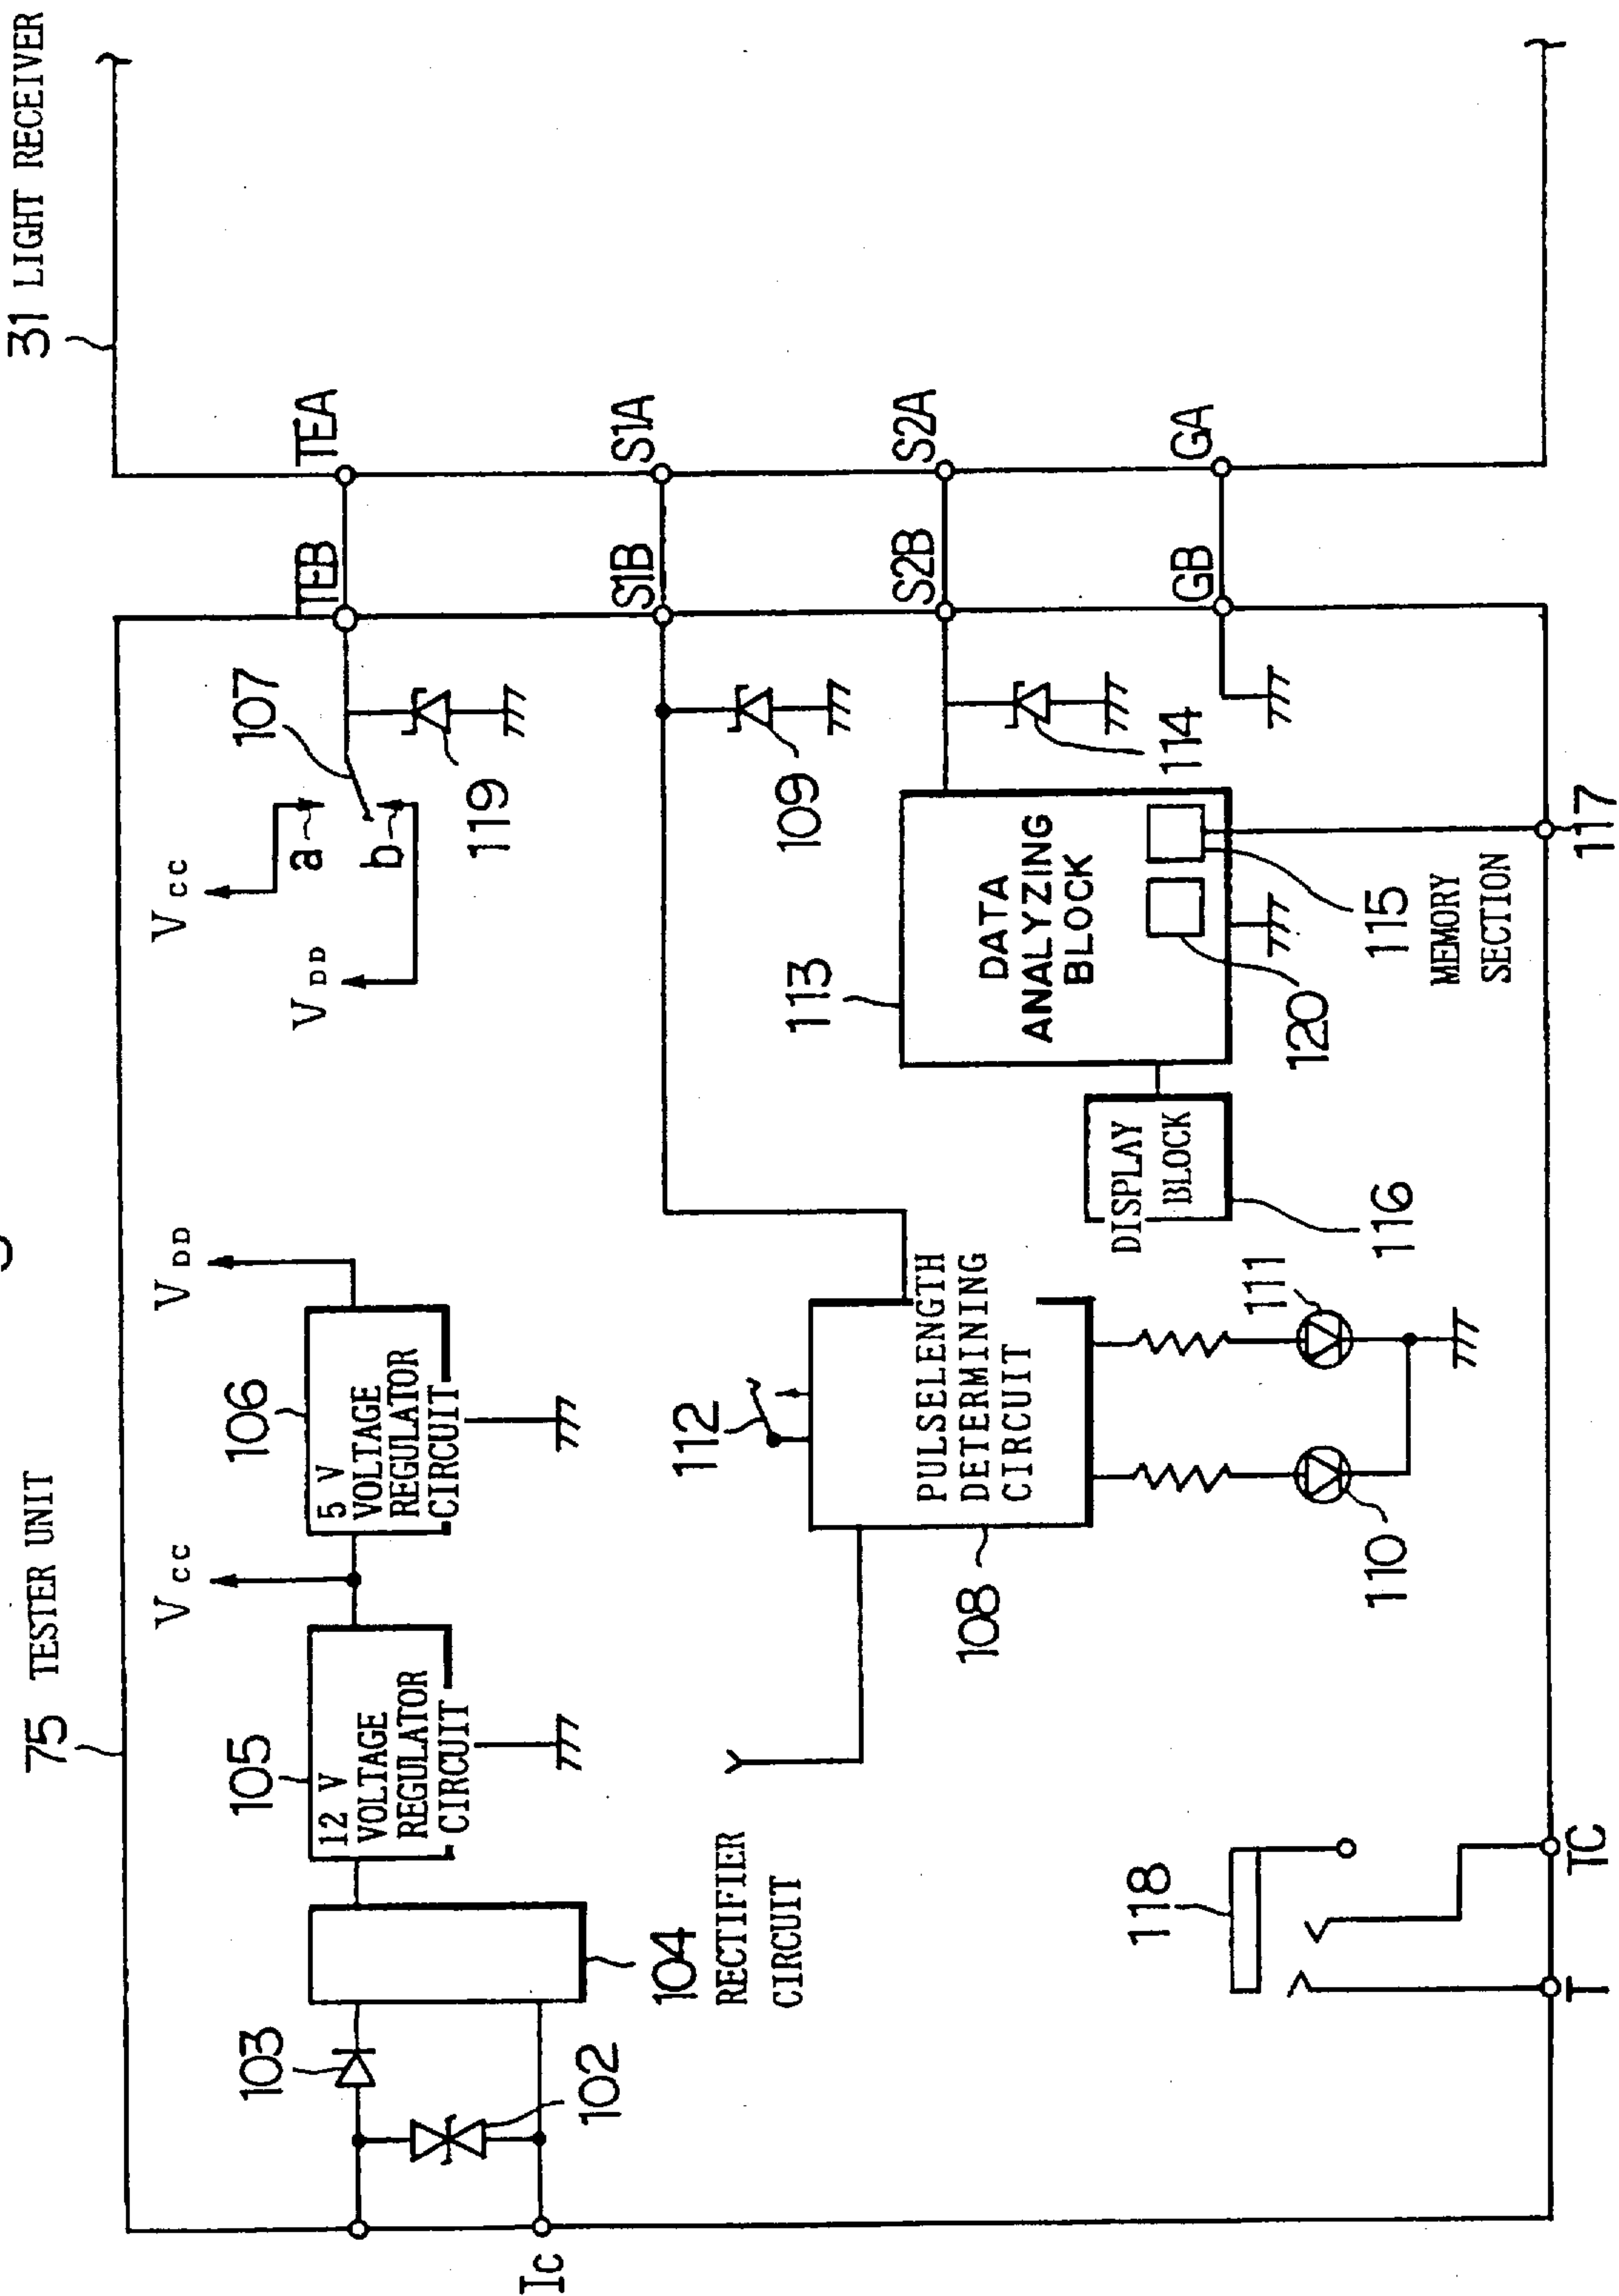 75 TESTER UNIT
31 LIGHT RECEIVER
Ic
103
102
104
RECTIFIER
CIRCUIT
105
12 V
VOLTAGE
REGULATOR
CIRCUIT
Vcc
106
5 V
VOLTAGE
REGULATOR
CIRCUIT
VDD
Vcc
VDD
a
b
107
119
TEB
TEA
S1B
S1A
S2B
S2A
GB
GA
109
114
112
PULSELENGTH
DETERMINING
CIRCUIT
108
110
111
113
DATA
ANALYZING
BLOCK
DISPLAY
BLOCK
116
120
115
MEMORY
SECTION
117
118
T
TC